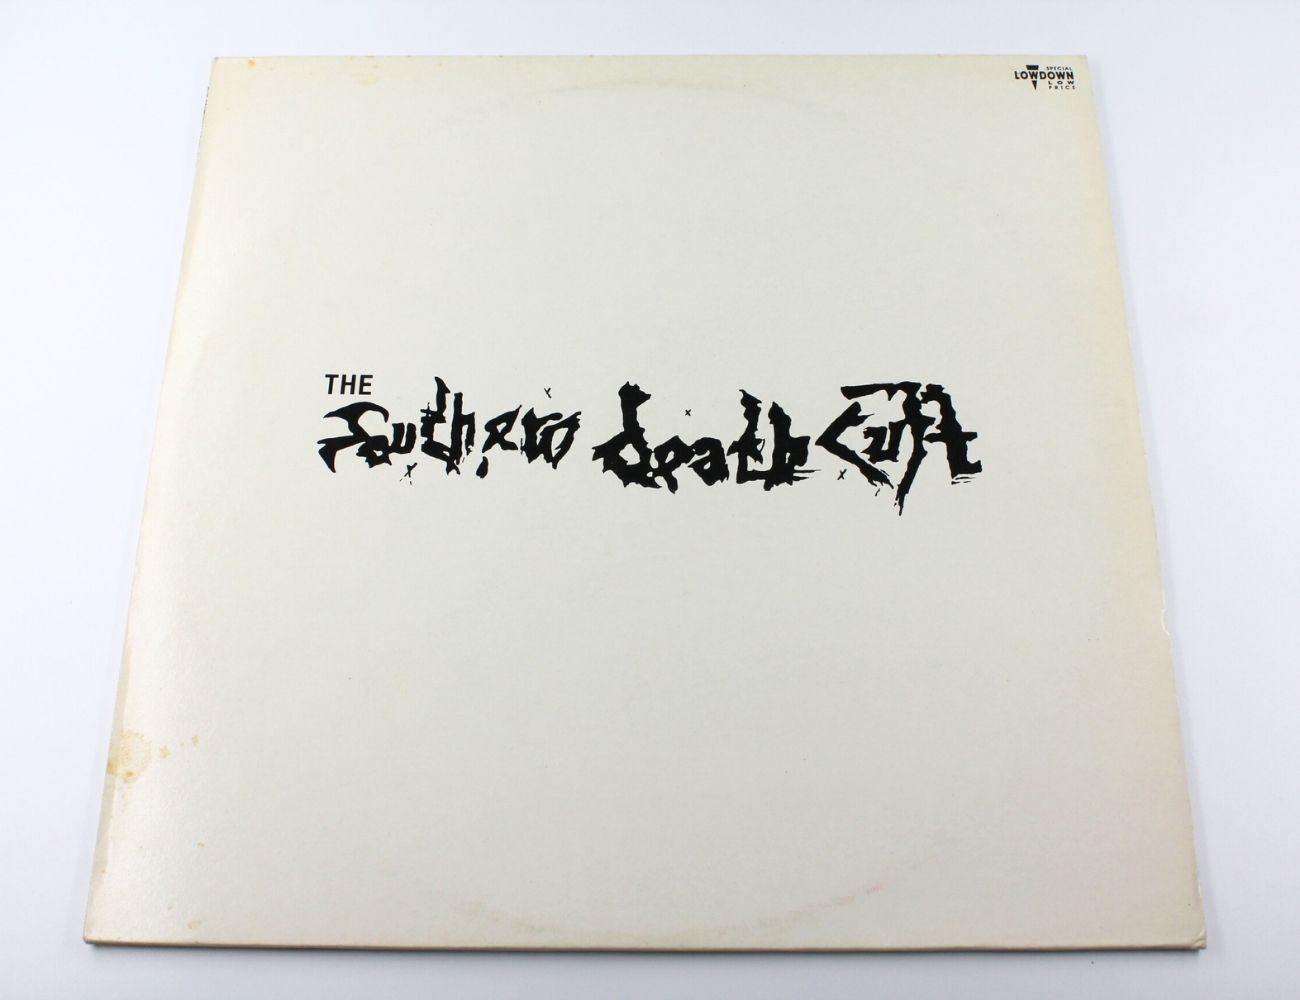 SPECIAL
LOWDOWN
LOW
PRICE
THE
Southern death Cult